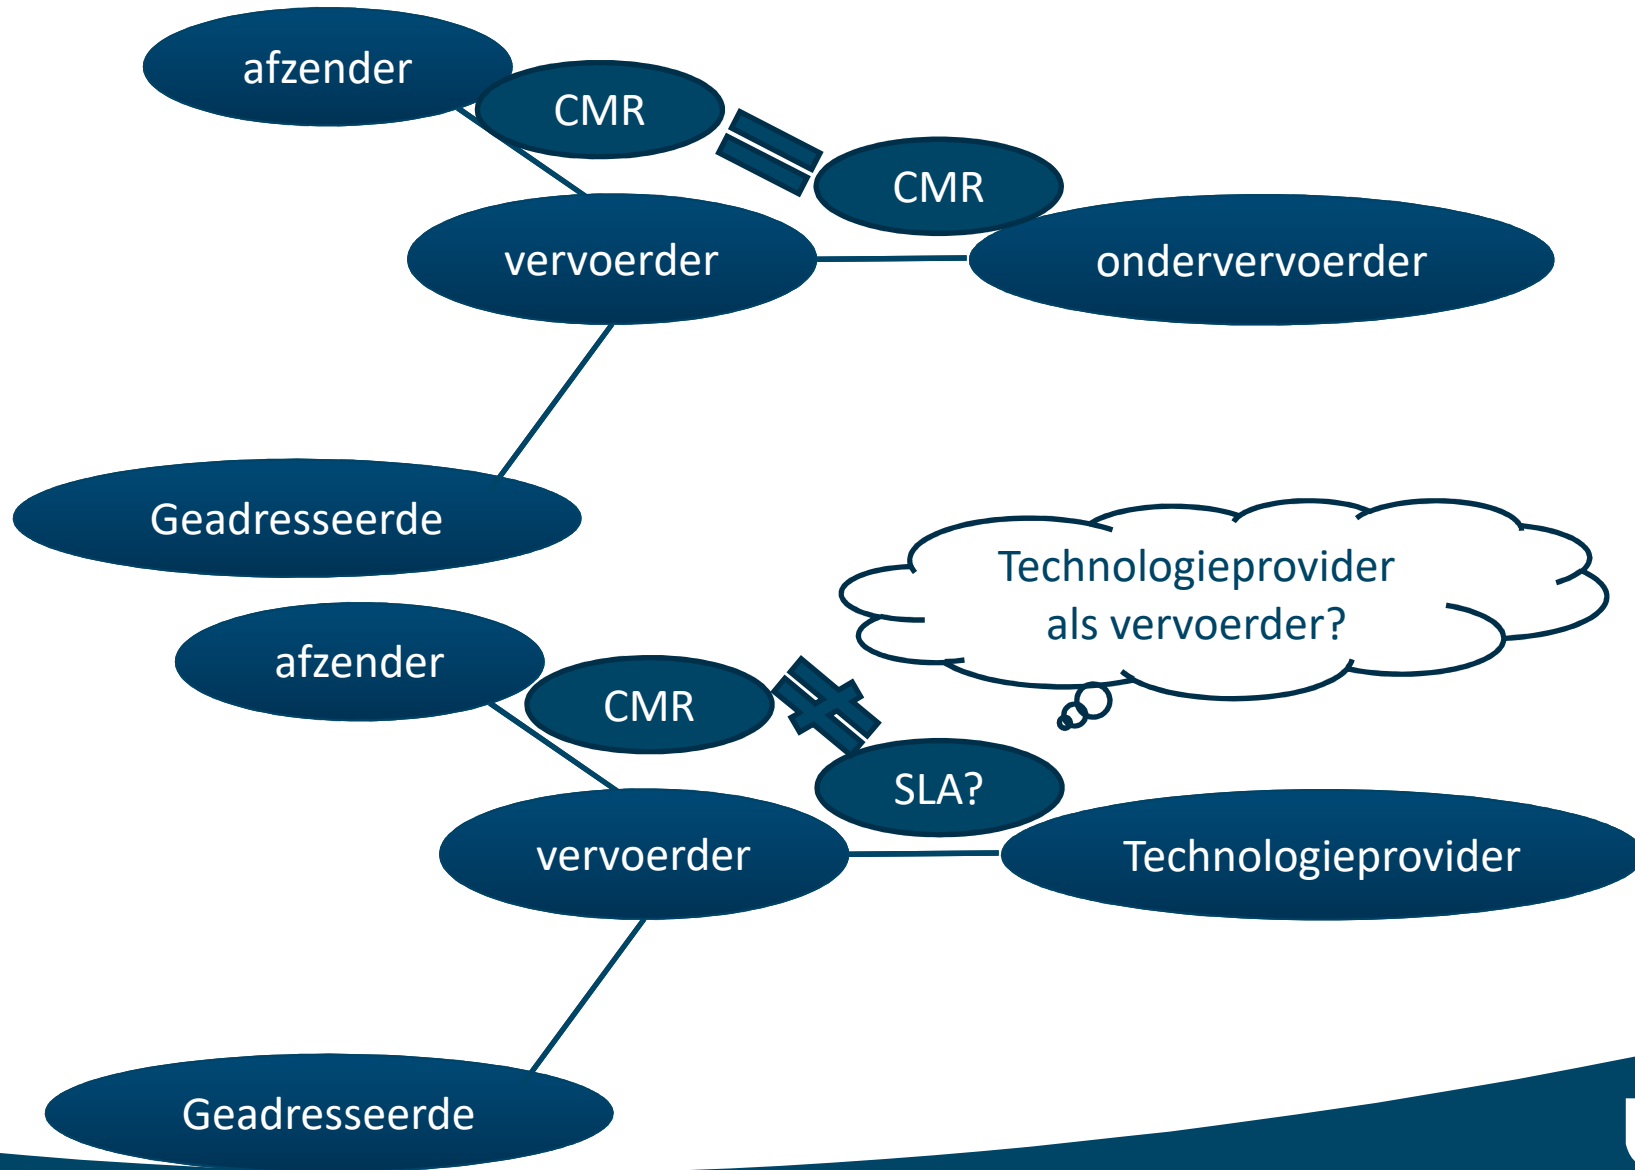 afzender
CMR
CMR
vervoerder
ondervervoerder
Geadresseerde
Technologieprovider
als vervoerder?
afzender
CMR
SLA?
vervoerder
Technologieprovider
Geadresseerde